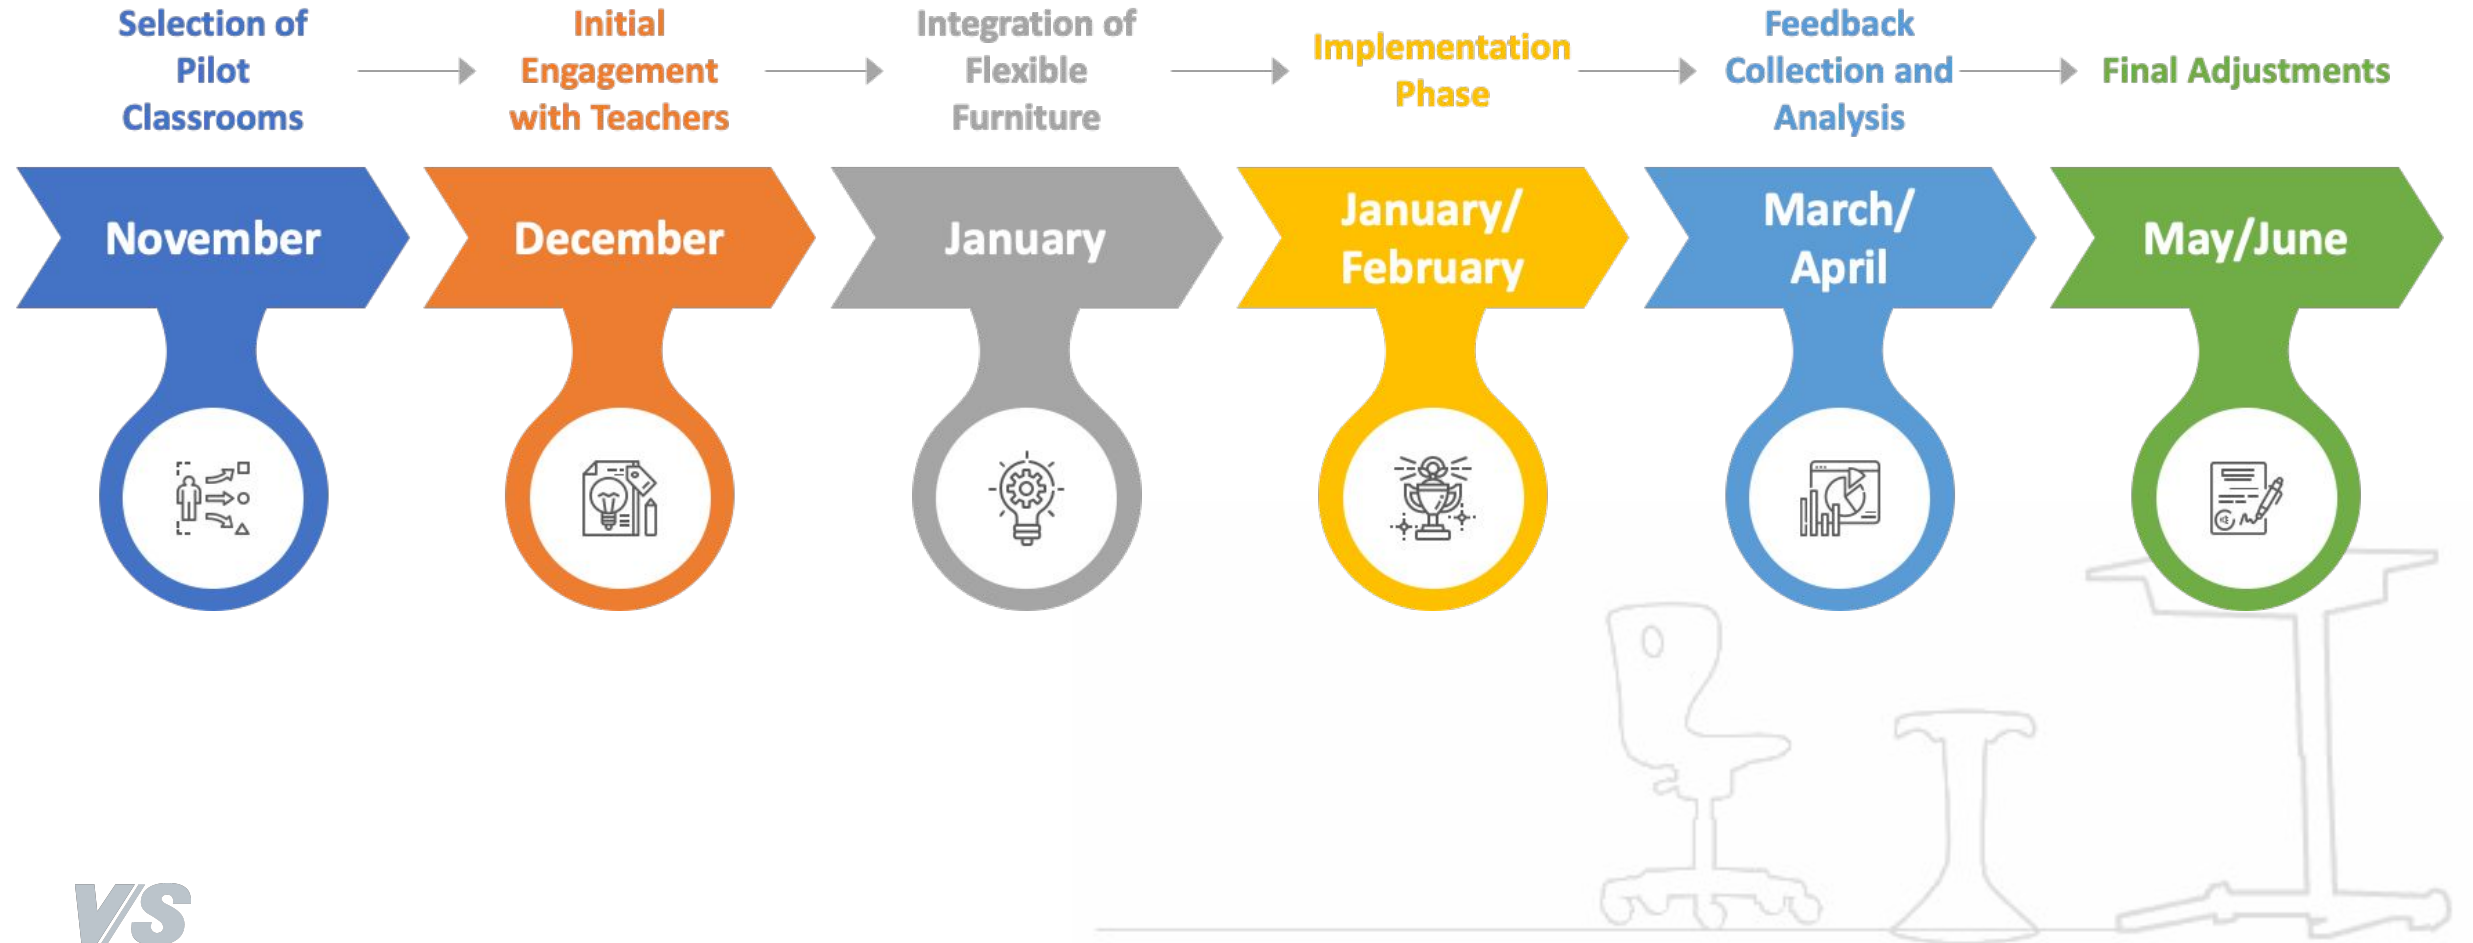 Selection of
Pilot
Classrooms
Initial
Engagement
with Teachers
Integration of
Flexible
Furniture
Implementation
Phase
Feedback
Collection and
Analysis
Final Adjustments
November
December
January
January/
February
March/
April
May/June
VS